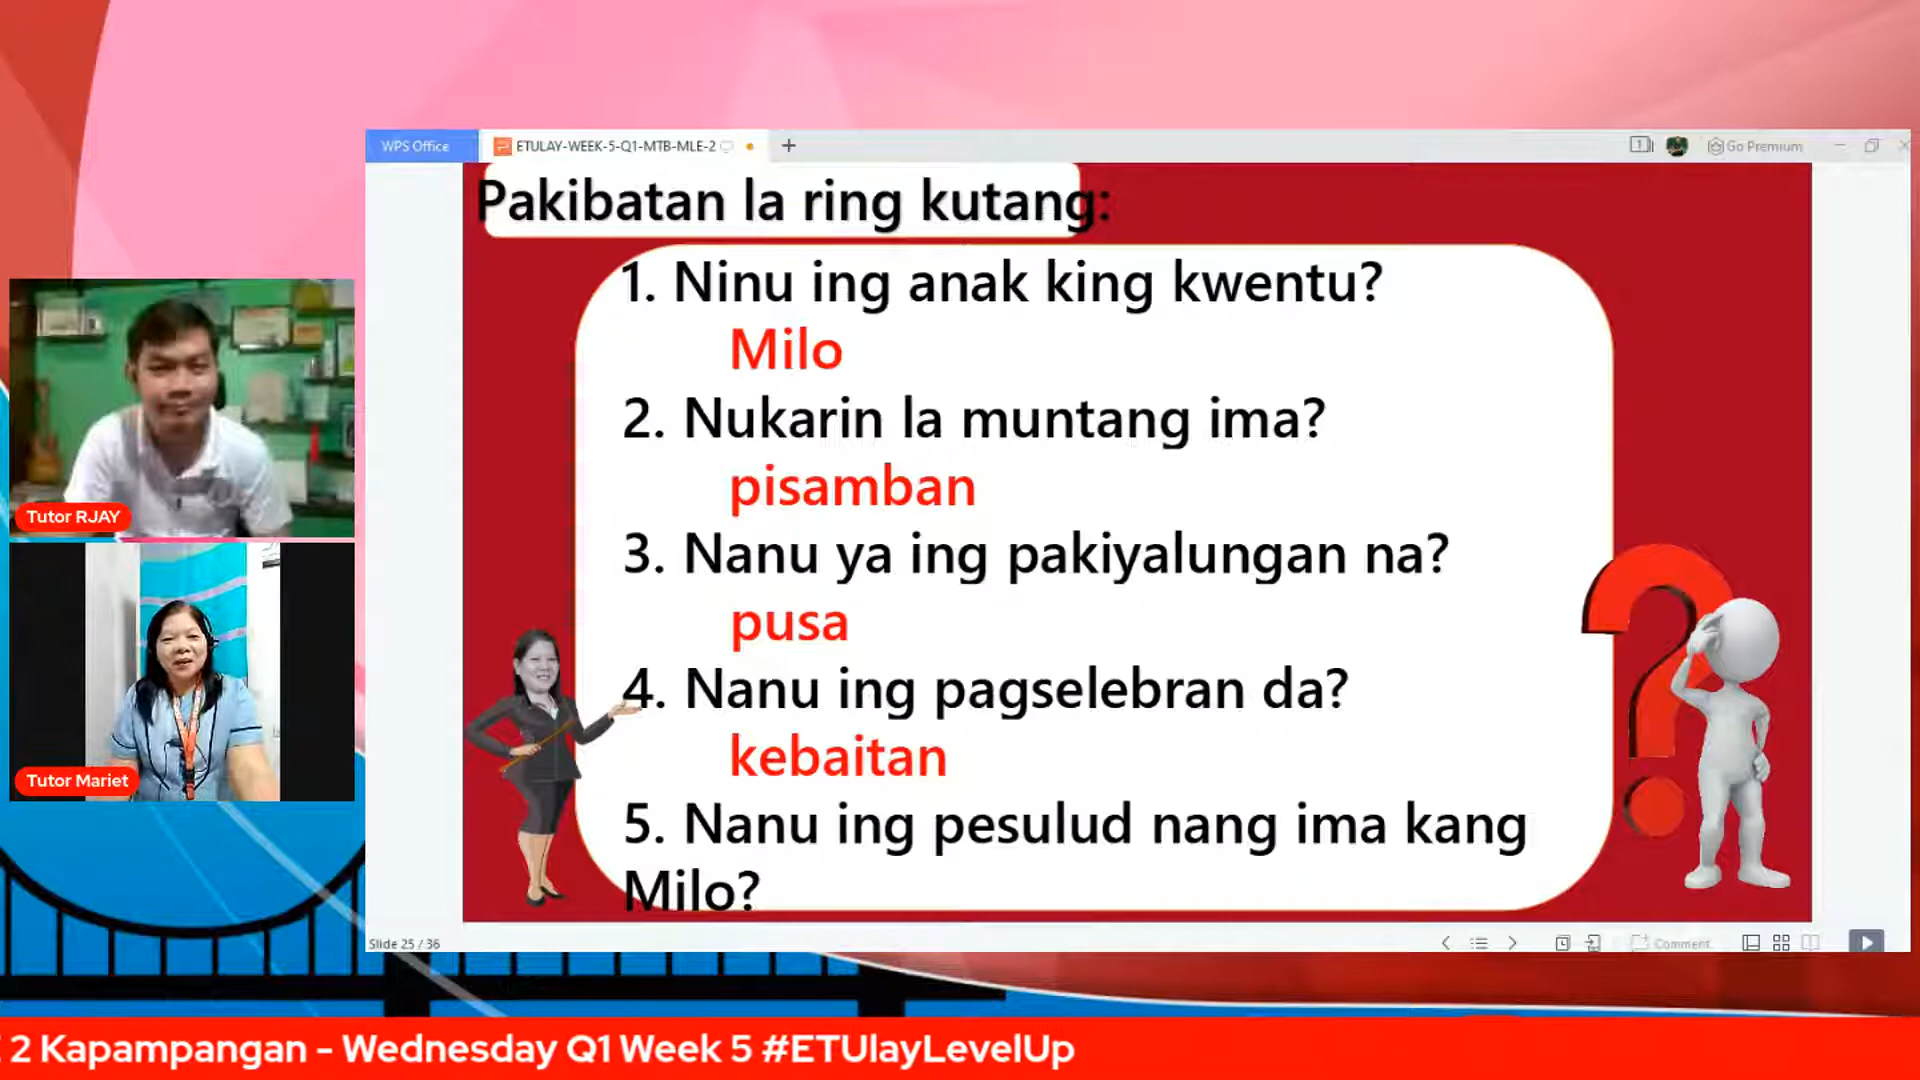 WPS Office
ETULAY-WEEK-5-Q1-MTB-MLE-2
Go Premium
Pakibatan la ring kutang:
1. Ninu ing anak king kwentu?
Milo
2. Nukarin la muntang ima?
pisamban
3. Nanu ya ing pakiyalungan na?
pusa
4. Nanu ing pagselebran da?
kebaitan
5. Nanu ing pesulud nang ima kang
Milo?
Tutor RJAY
Tutor Mariet
Slide 25 / 36
Comment
2 Kapampangan - Wednesday Q1 Week 5 #ETUlayLevelUp